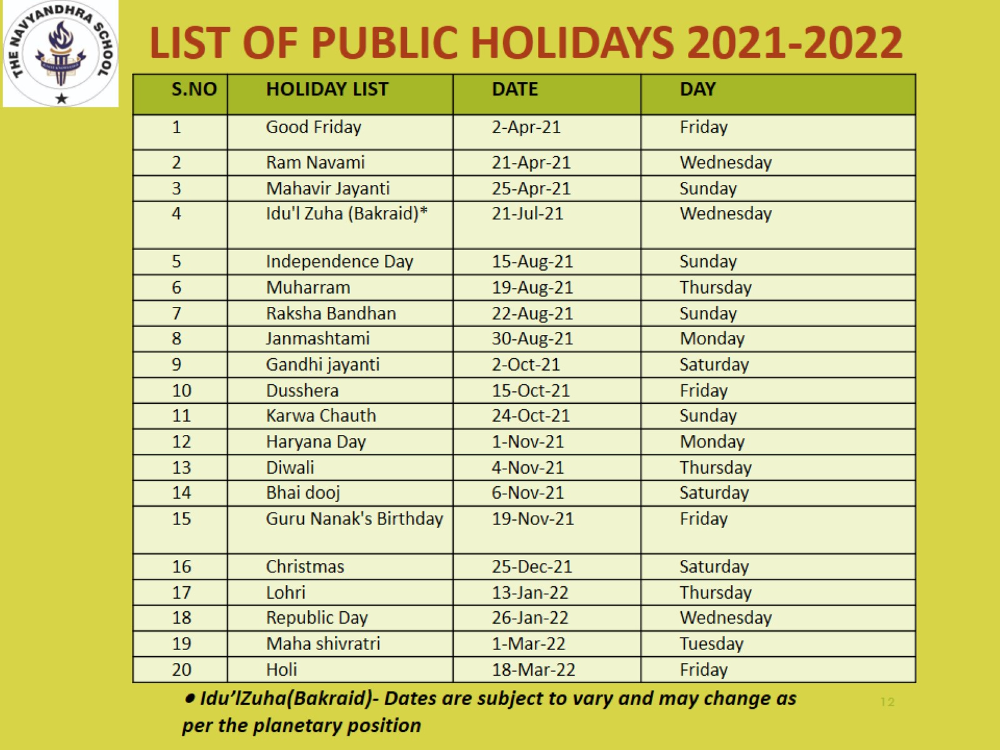 THE NAVYANDHRA SCHOOL
LIST OF PUBLIC HOLIDAYS 2021-2022
S.NO HOLIDAY LIST DATE DAY
1 Good Friday 2-Apr-21 Friday
2 Ram Navami 21-Apr-21 Wednesday
3 Mahavir Jayanti 25-Apr-21 Sunday
4 Idu'l Zuha (Bakraid)* 21-Jul-21 Wednesday
5 Independence Day 15-Aug-21 Sunday
6 Muharram 19-Aug-21 Thursday
7 Raksha Bandhan 22-Aug-21 Sunday
8 Janmashtami 30-Aug-21 Monday
9 Gandhi jayanti 2-Oct-21 Saturday
10 Dusshera 15-Oct-21 Friday
11 Karwa Chauth 24-Oct-21 Sunday
12 Haryana Day 1-Nov-21 Monday
13 Diwali 4-Nov-21 Thursday
14 Bhai dooj 6-Nov-21 Saturday
15 Guru Nanak's Birthday 19-Nov-21 Friday
16 Christmas 25-Dec-21 Saturday
17 Lohri 13-Jan-22 Thursday
18 Republic Day 26-Jan-22 Wednesday
19 Maha shivratri 1-Mar-22 Tuesday
20 Holi 18-Mar-22 Friday
● Idu’lZuha(Bakraid)- Dates are subject to vary and may change as
per the planetary position
12